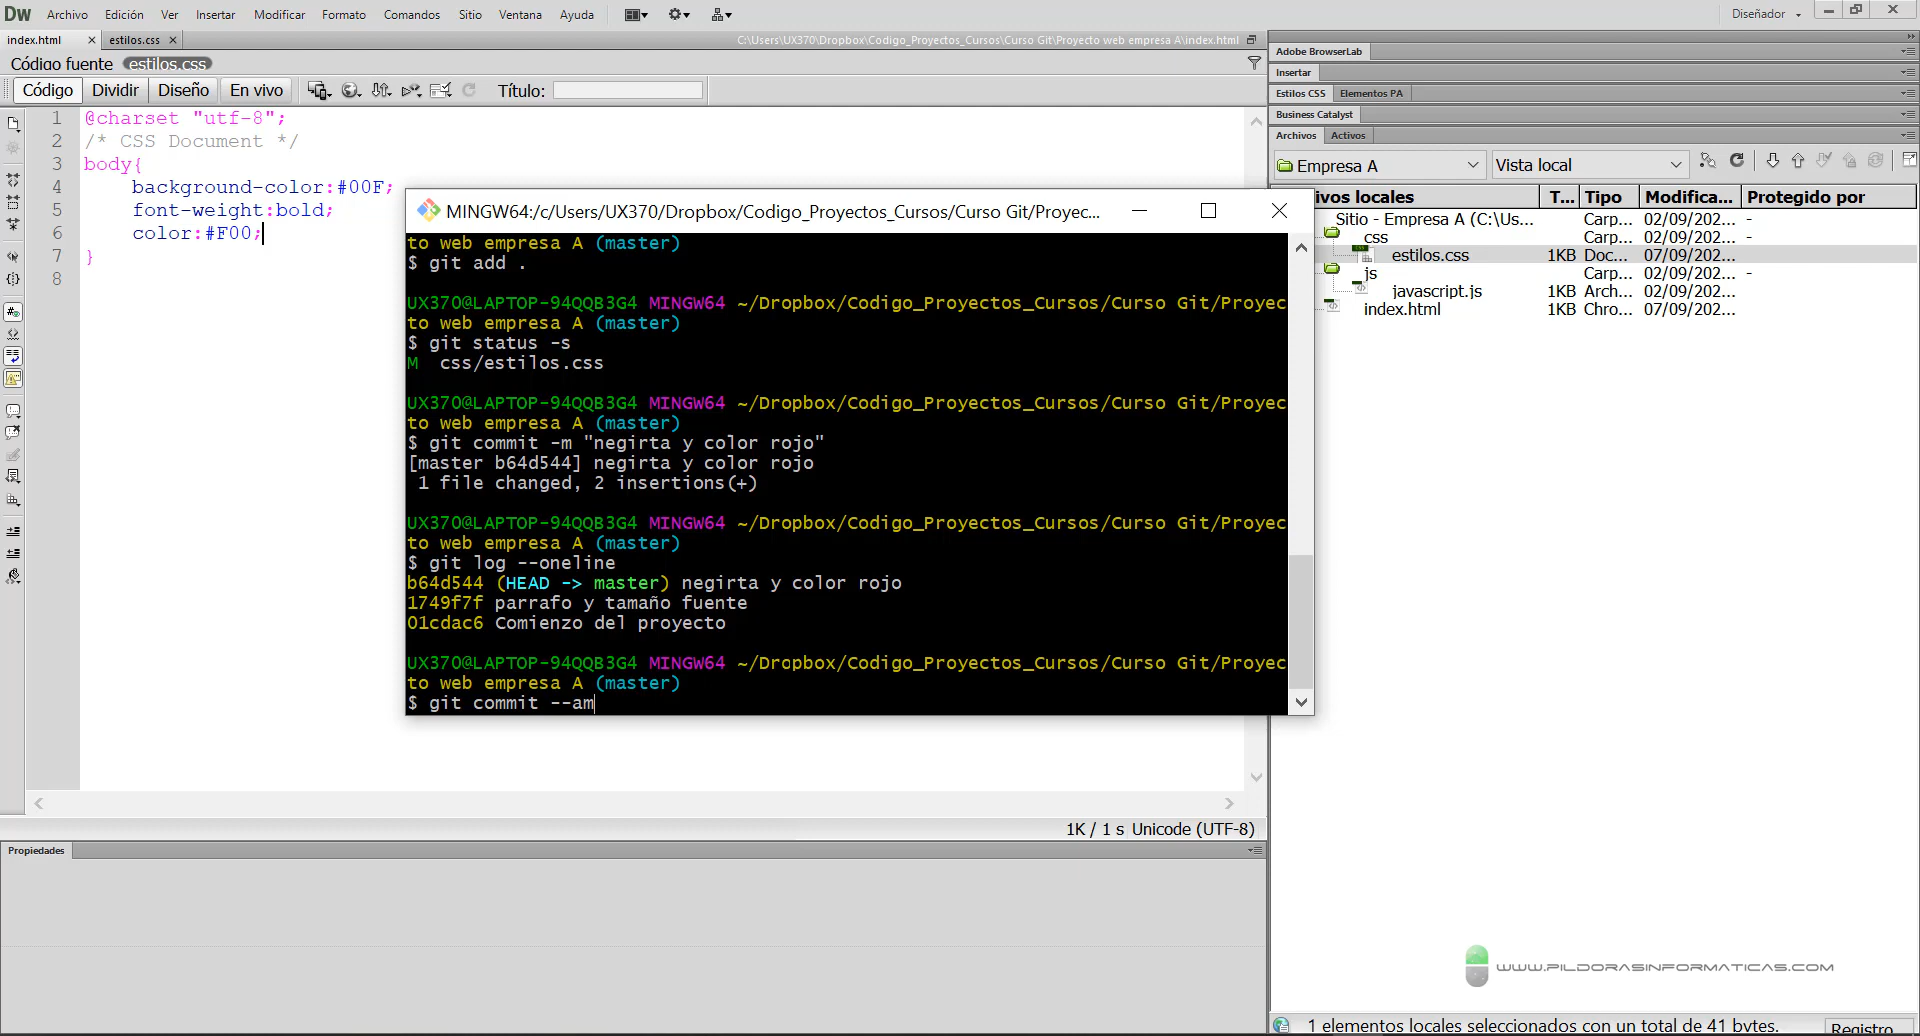 Dw Archivo Edición Ver Insertar Modificar Formato Comandos Sitio Ventana Ayuda Diseñador
index.html estilos.css C:\Users\UX370\Dropbox\Codigo_Proyectos_Cursos\Curso Git\Proyecto web empresa A\index.html
Código fuente estilos.css
Código Dividir Diseño En vivo Título:
1 @charset "utf-8";
2 /* CSS Document */
3 body{
4 background-color:#00F;
5 font-weight:bold;
6 color:#F00;
7 }
8
MINGW64:/c/Users/UX370/Dropbox/Codigo_Proyectos_Cursos/Curso Git/Proyec...
to web empresa A (master)
$ git add .
UX370@LAPTOP-94QQB3G4 MINGW64 ~/Dropbox/Codigo_Proyectos_Cursos/Curso Git/Proyec
to web empresa A (master)
$ git status -s
M css/estilos.css
UX370@LAPTOP-94QQB3G4 MINGW64 ~/Dropbox/Codigo_Proyectos_Cursos/Curso Git/Proyec
to web empresa A (master)
$ git commit -m "negirta y color rojo"
[master b64d544] negirta y color rojo
1 file changed, 2 insertions(+)
UX370@LAPTOP-94QQB3G4 MINGW64 ~/Dropbox/Codigo_Proyectos_Cursos/Curso Git/Proyec
to web empresa A (master)
$ git log --oneline
b64d544 (HEAD -> master) negirta y color rojo
1749f7f parrafo y tamaño fuente
01cdac6 Comienzo del proyecto
UX370@LAPTOP-94QQB3G4 MINGW64 ~/Dropbox/Codigo_Proyectos_Cursos/Curso Git/Proyec
to web empresa A (master)
$ git commit --am
1K / 1 s Unicode (UTF-8)
Propiedades
Adobe BrowserLab
Insertar
Estilos CSS Elementos PA
Business Catalyst
Archivos Activos
Empresa A Vista local
ivos locales T... Tipo Modifica... Protegido por
Sitio - Empresa A (C:\Us... Carp... 02/09/202... -
css Carp... 02/09/202... -
estilos.css 1KB Doc... 07/09/202...
js Carp... 02/09/202... -
javascript.js 1KB Arch... 02/09/202...
index.html 1KB Chro... 07/09/202...
WWW.PILDORASINFORMATICAS.COM
1 elementos locales seleccionados con un total de 41 bytes. Registro